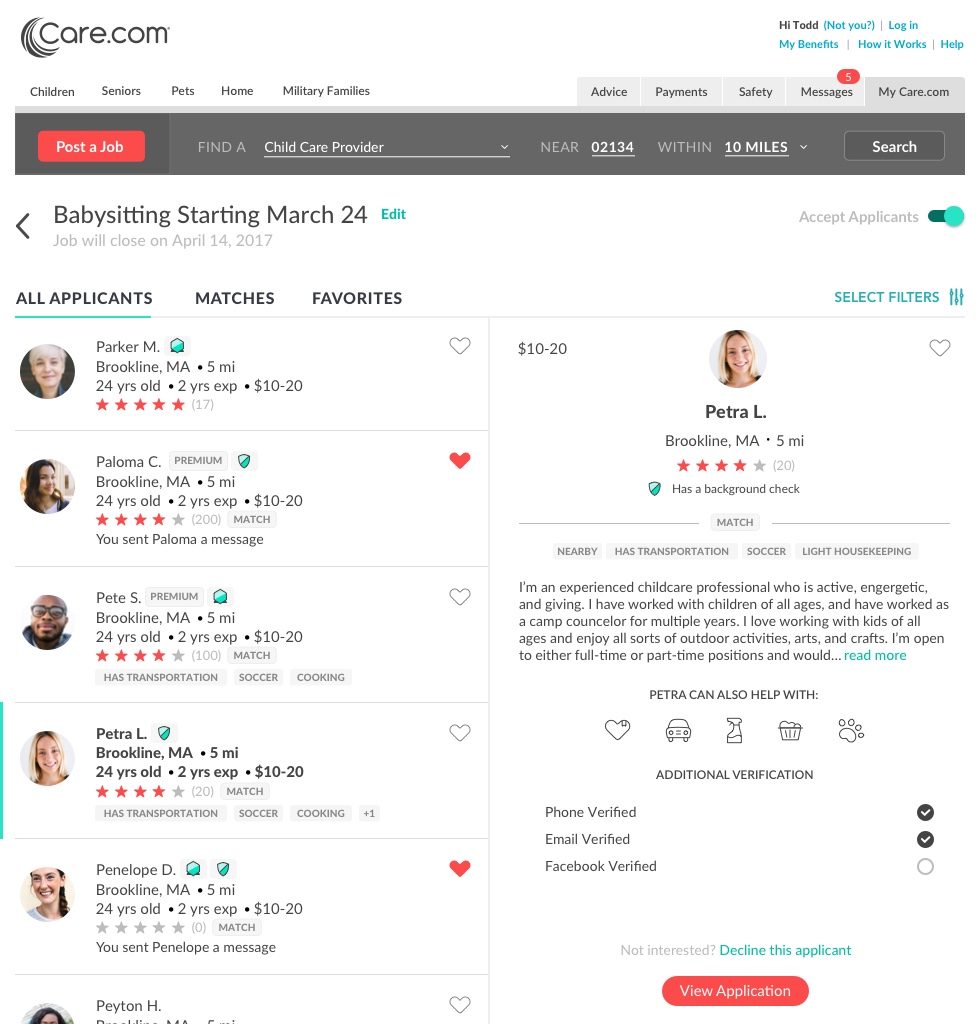 Care.com
Hi Todd (Not you?) | Log in
My Benefits | How it Works | Help
Children Seniors Pets Home Military Families
Advice Payments Safety Messages 5 My Care.com
Post a Job FIND A Child Care Provider NEAR 02134 WITHIN 10 MILES Search
Babysitting Starting March 24 Edit
Job will close on April 14, 2017
Accept Applicants
ALL APPLICANTS MATCHES FAVORITES
SELECT FILTERS
Parker M.
Brookline, MA • 5 mi
24 yrs old • 2 yrs exp • $10-20
(17)
Paloma C. PREMIUM
Brookline, MA • 5 mi
24 yrs old • 2 yrs exp • $10-20
(200) MATCH
You sent Paloma a message
Pete S. PREMIUM
Brookline, MA • 5 mi
24 yrs old • 2 yrs exp • $10-20
(100) MATCH
HAS TRANSPORTATION SOCCER COOKING
Petra L.
Brookline, MA • 5 mi
24 yrs old • 2 yrs exp • $10-20
(20) MATCH
HAS TRANSPORTATION SOCCER COOKING +1
Penelope D.
Brookline, MA • 5 mi
24 yrs old • 2 yrs exp • $10-20
(0) MATCH
You sent Penelope a message
Peyton H.
Brookline, MA • 5 mi
$10-20
Petra L.
Brookline, MA • 5 mi
(20)
Has a background check
MATCH
NEARBY HAS TRANSPORTATION SOCCER LIGHT HOUSEKEEPING
I'm an experienced childcare professional who is active, engergetic,
and giving. I have worked with children of all ages, and have worked as
a camp councelor for multiple years. I love working with kids of all
ages and enjoy all sorts of outdoor activities, arts, and crafts. I'm open
to either full-time or part-time positions and would... read more
PETRA CAN ALSO HELP WITH:
ADDITIONAL VERIFICATION
Phone Verified
Email Verified
Facebook Verified
Not interested? Decline this applicant
View Application